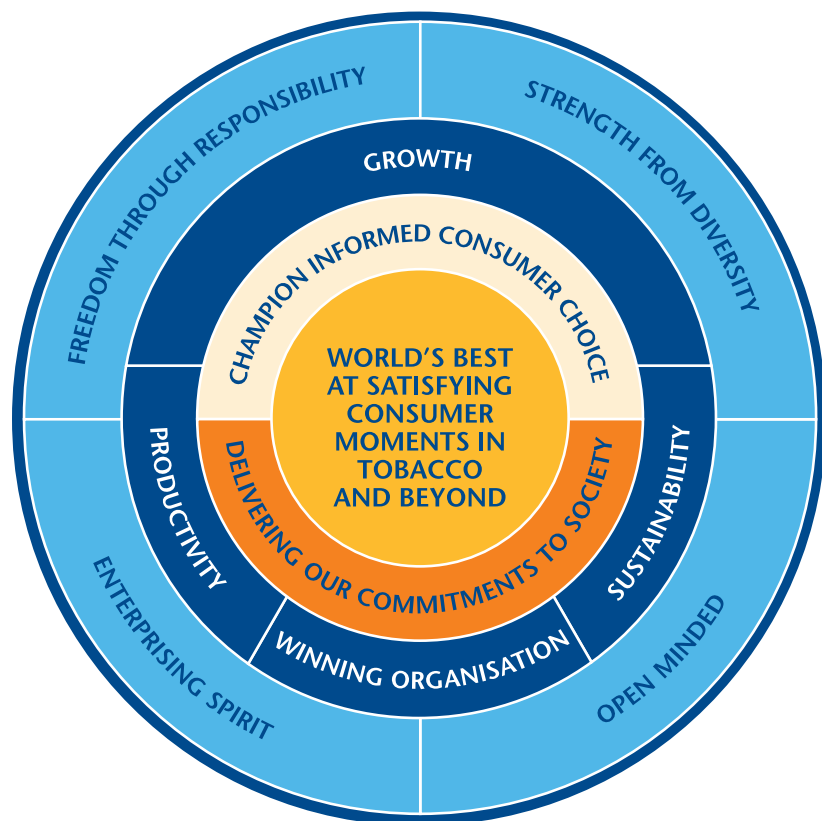 FREEDOM THROUGH RESPONSIBILITY
STRENGTH FROM DIVERSITY
GROWTH
CHAMPION INFORMED CONSUMER CHOICE
WORLD'S BEST
AT SATISFYING
CONSUMER
MOMENTS IN
TOBACCO
AND BEYOND
DELIVERING OUR COMMITMENTS TO SOCIETY
PRODUCTIVITY
SUSTAINABILITY
WINNING ORGANISATION
ENTERPRISING SPIRIT
OPEN MINDED